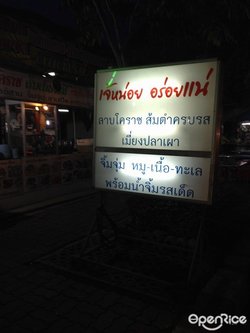 เจ๊หน่อย อร่อยแน่
ลาบโคราช ส้มตำครบรส
เมี่ยงปลาเผา
จิ้มจุ่ม หมู-เนื้อ-ทะเล
พร้อมน้ำจิ้มรสเด็ด
OpenRice